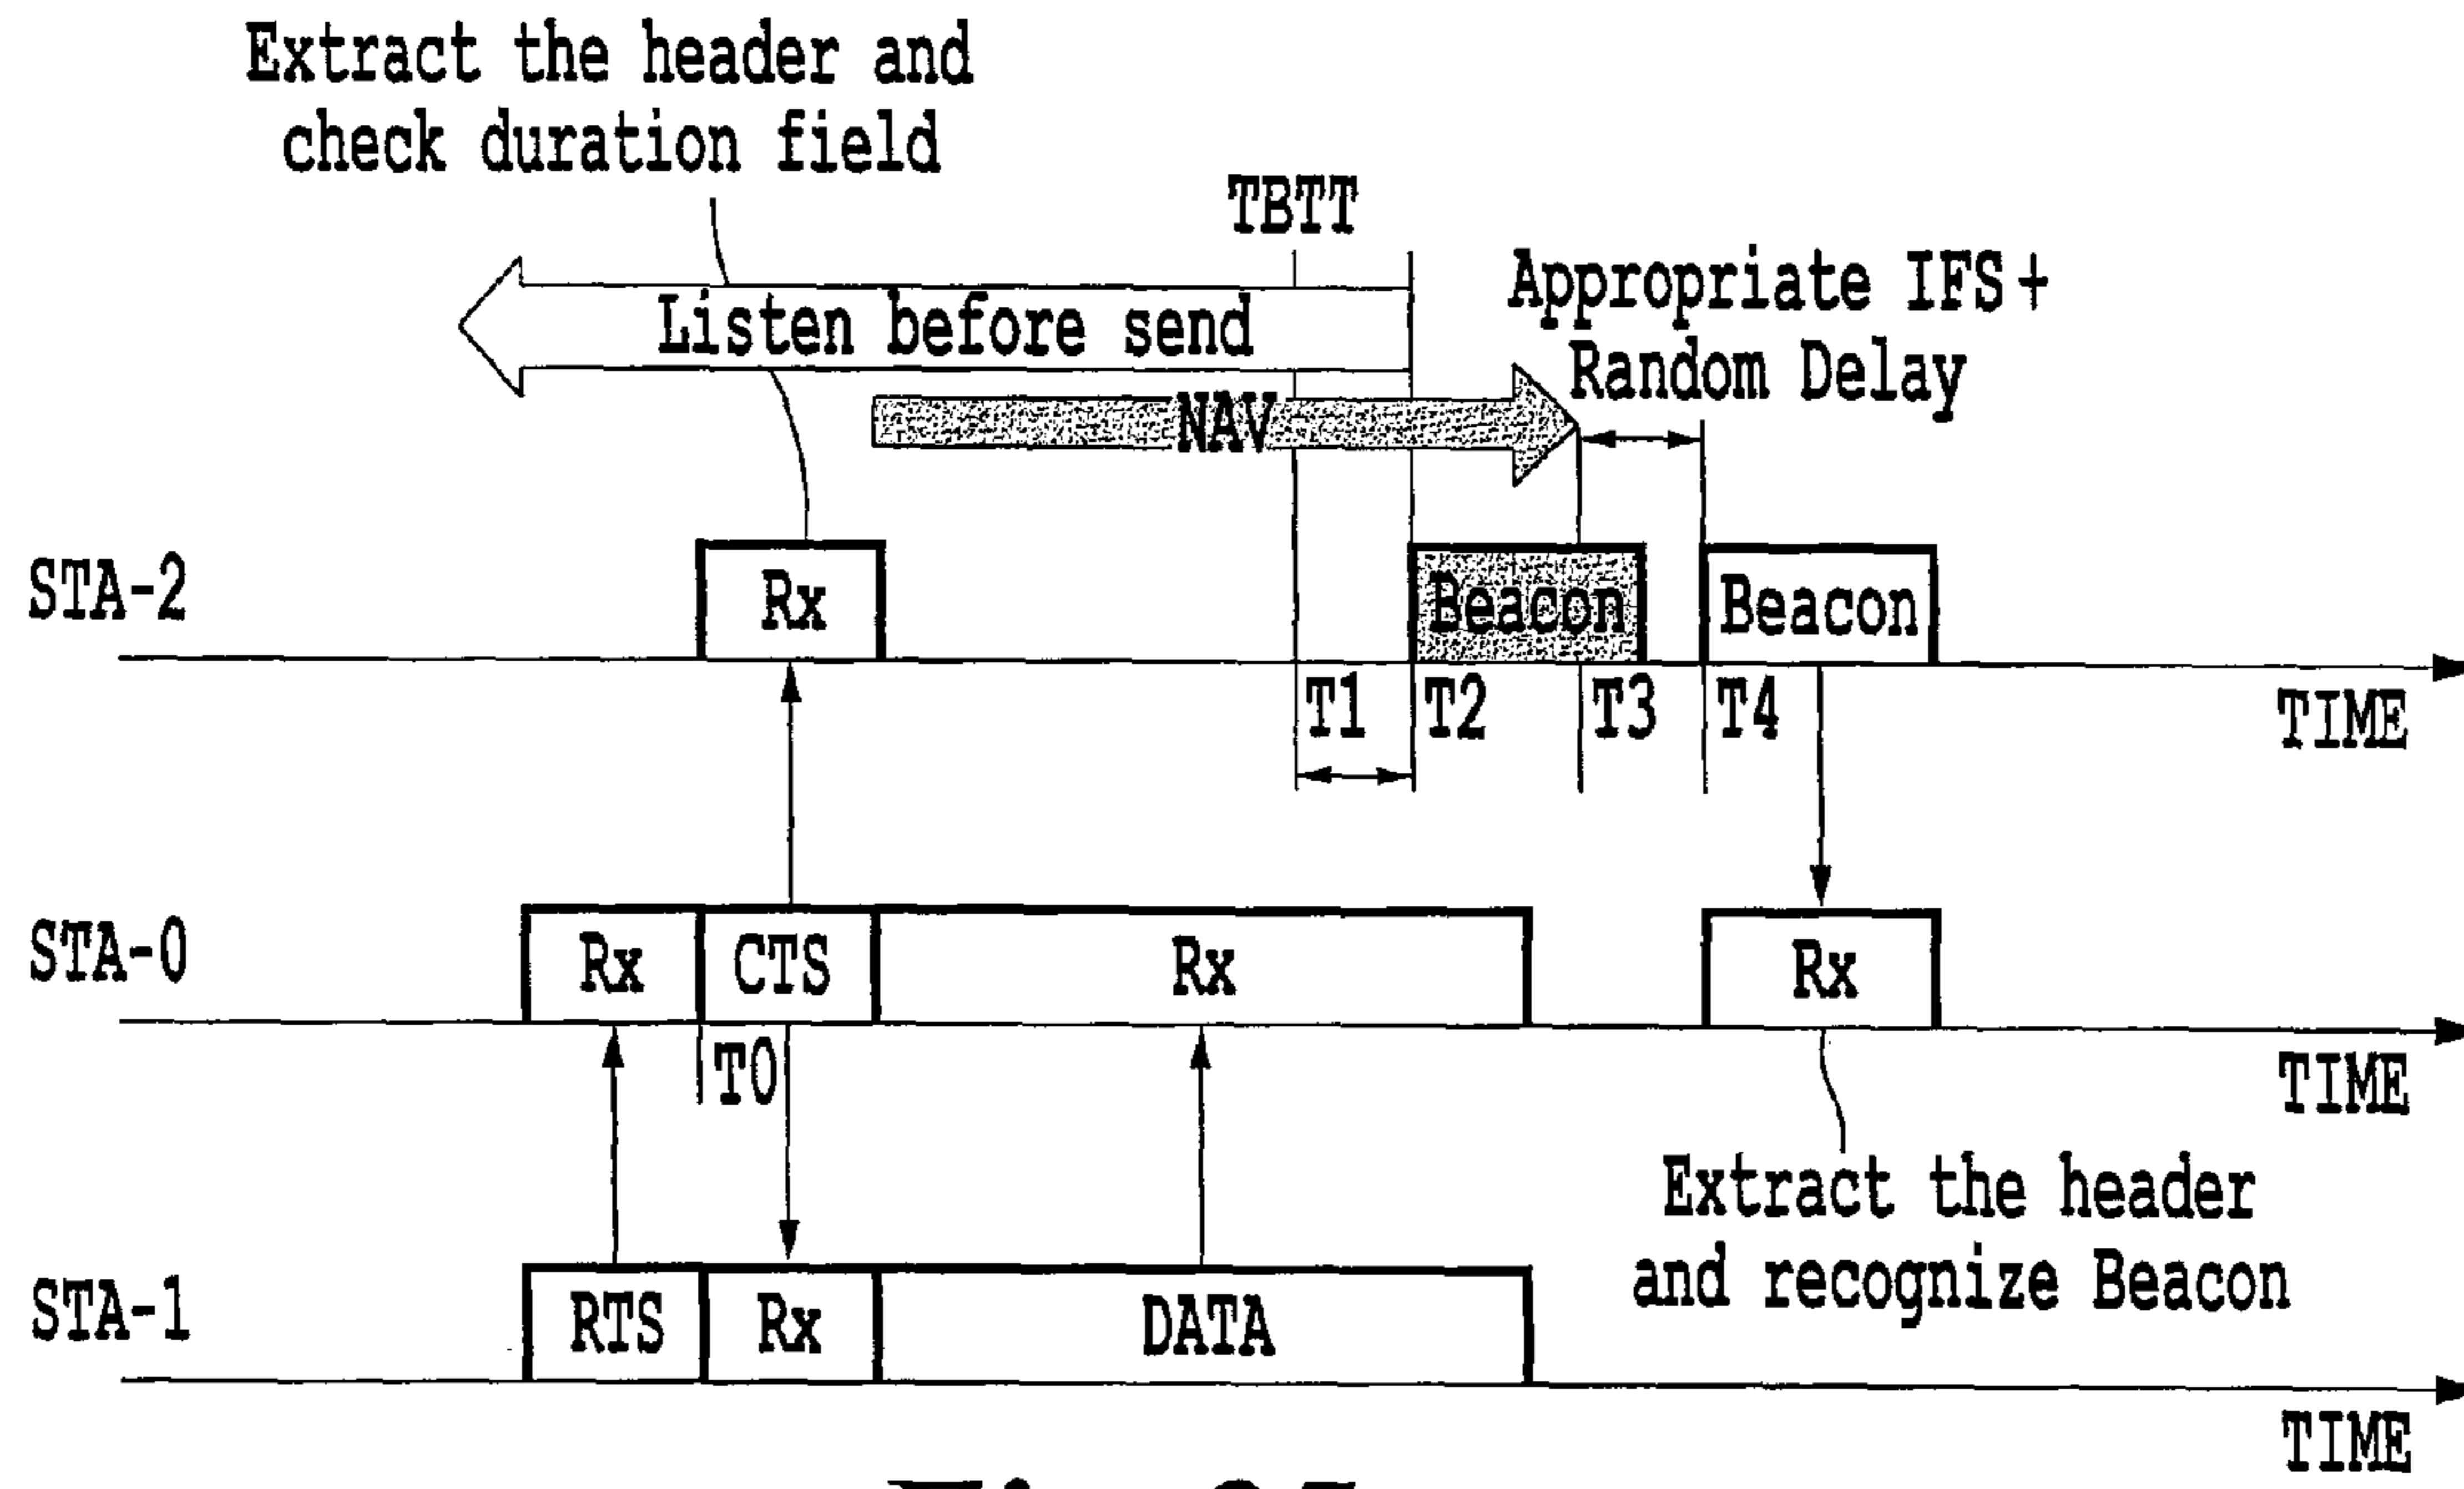 Extract the header and
check duration field
TBTT
Appropriate IFS +
Random Delay
Listen before send
NAV
STA-2
Rx
Beacon
Beacon
T1
T2
T3
T4
TIME
STA-0
Rx
CTS
Rx
Rx
T0
TIME
Extract the header
and recognize Beacon
STA-1
RTS
Rx
DATA
TIME